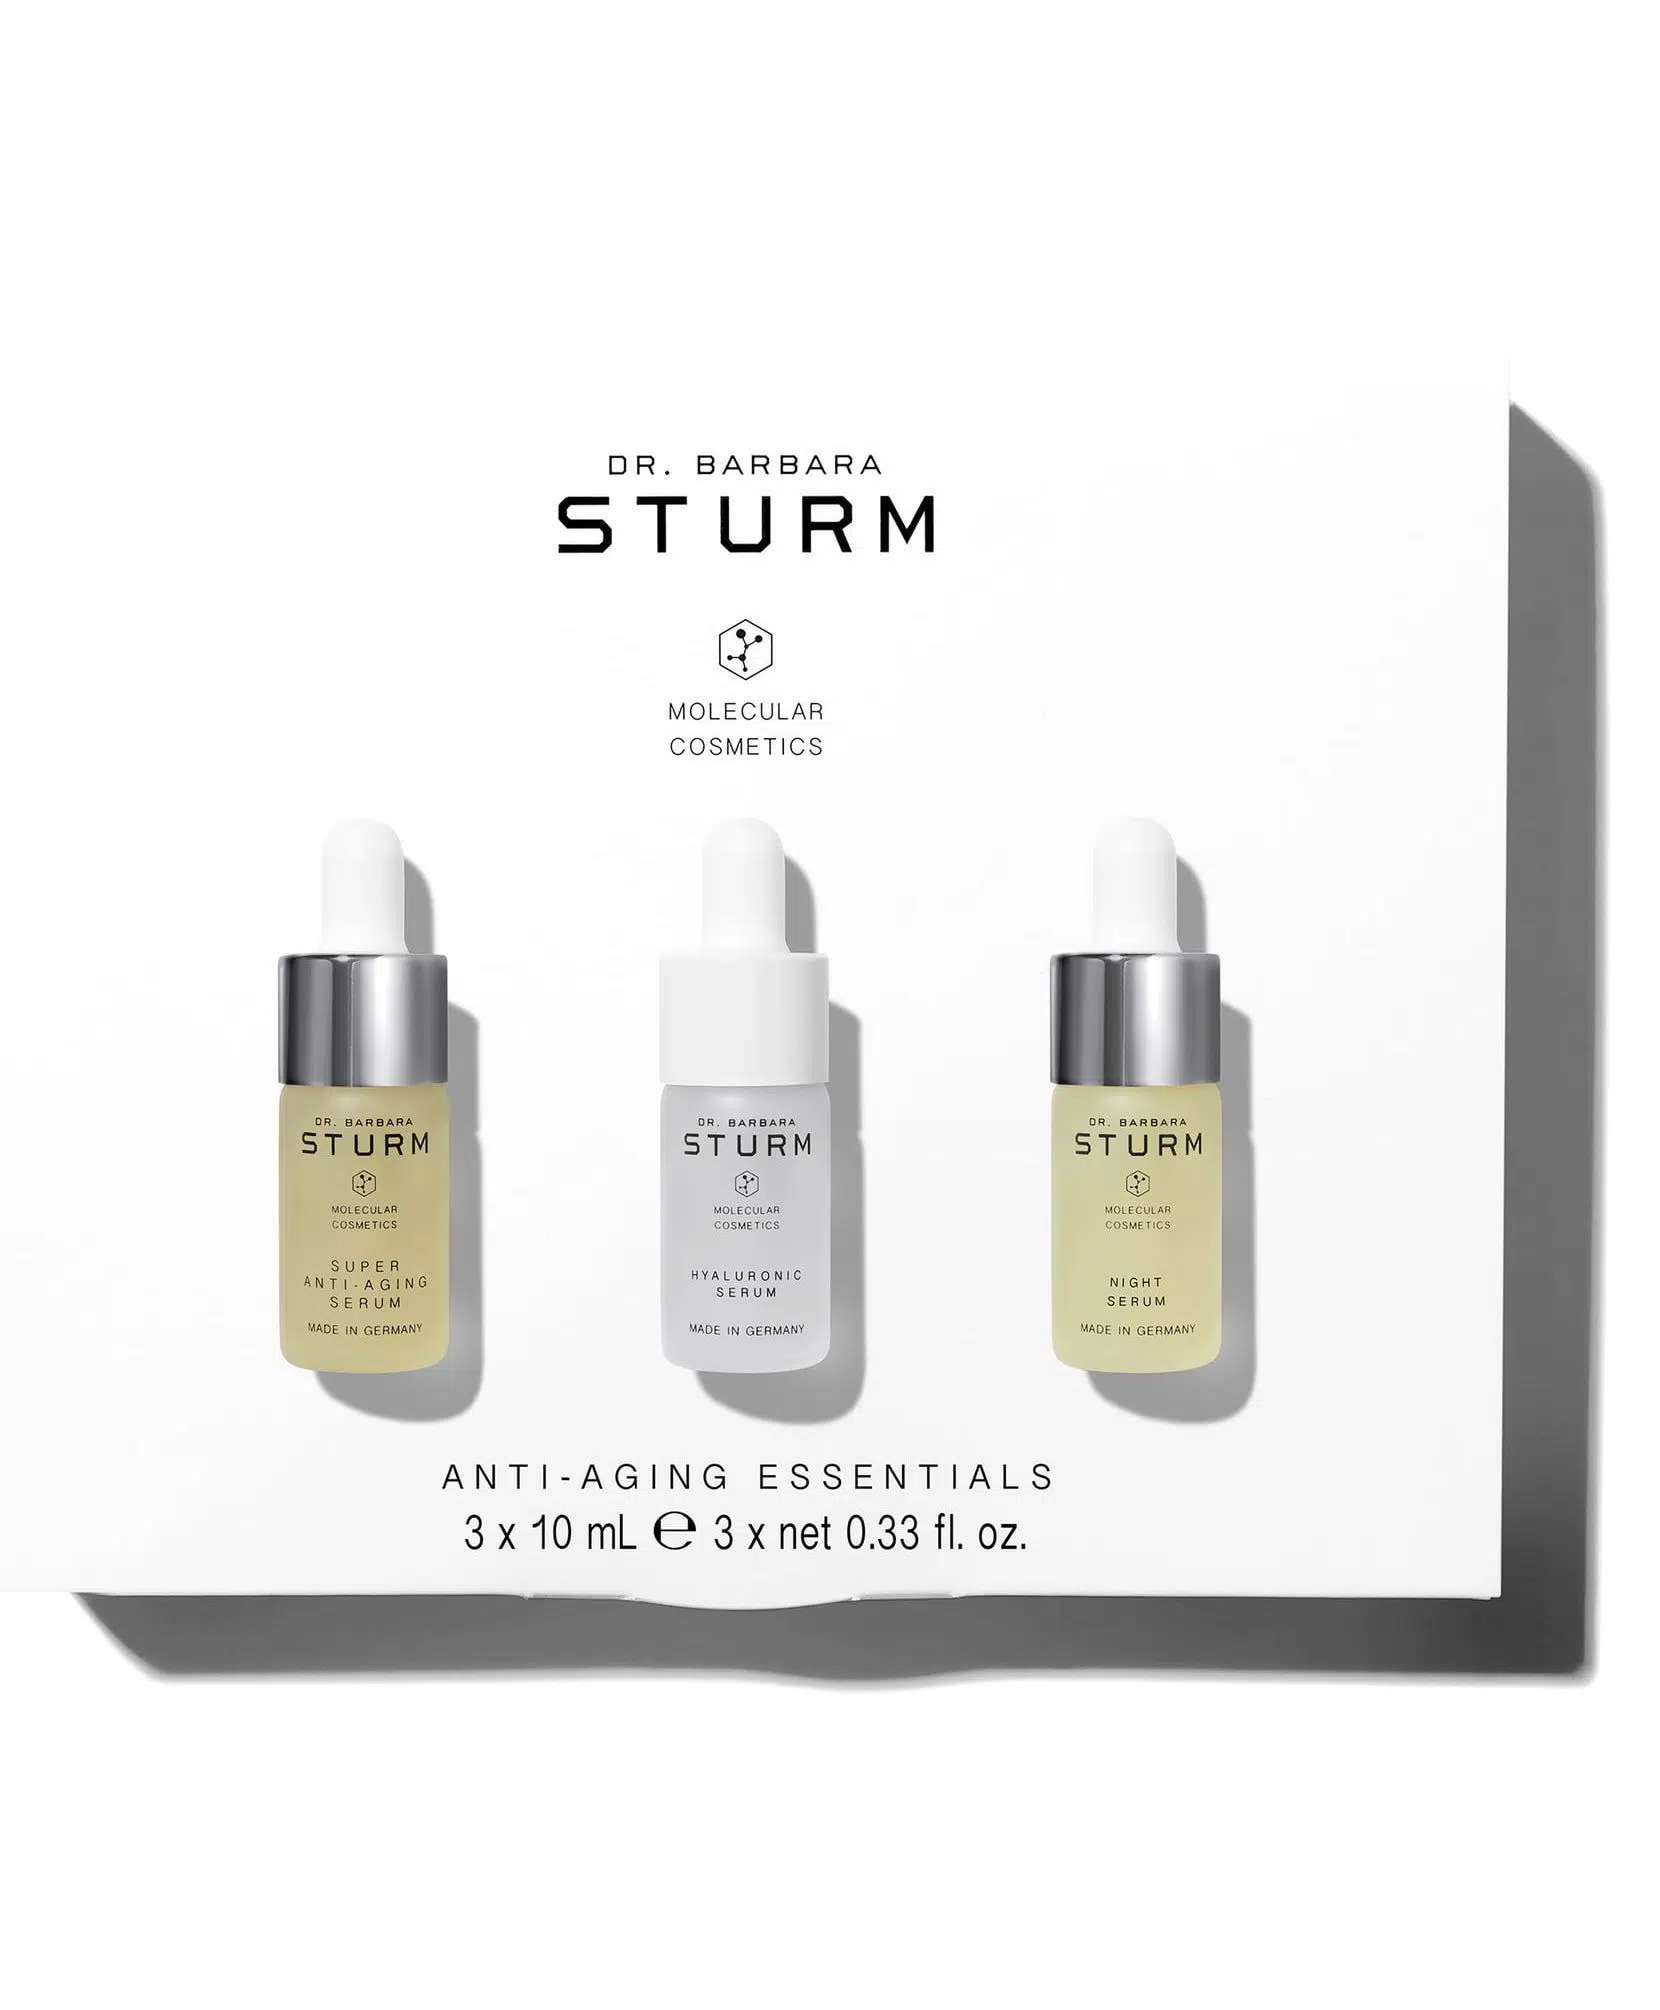 DR. BARBARA
STURM
MOLECULAR
COSMETICS
DR. BARBARA
STURM
MOLECULAR
COSMETICS
SUPER
ANTI-AGING
SERUM
MADE IN GERMANY
DR. BARBARA
STURM
MOLECULAR
COSMETICS
HYALURONIC
SERUM
MADE IN GERMANY
DR. BARBARA
STURM
MOLECULAR
COSMETICS
NIGHT
SERUM
MADE IN GERMANY
ANTI-AGING ESSENTIALS
3 x 10 mL ℮ 3 x net 0.33 fl. oz.